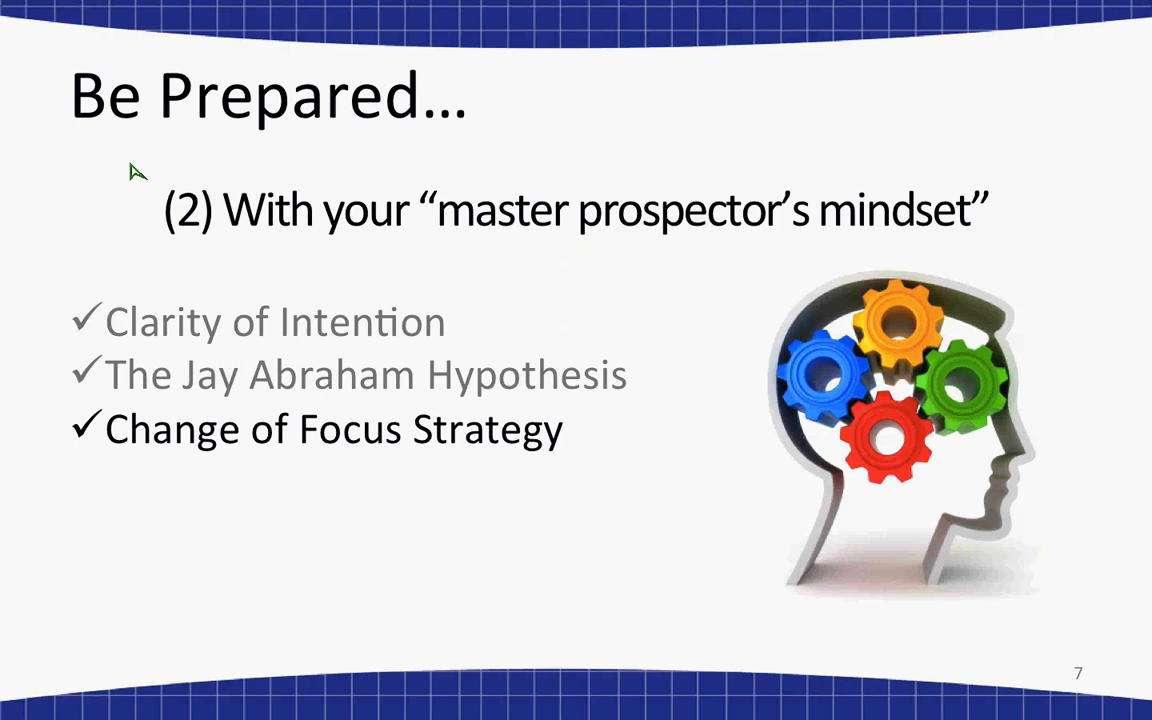 Be Prepared…
(2) With your “master prospector’s mindset”
✓Clarity of Intention
✓The Jay Abraham Hypothesis
✓Change of Focus Strategy
7